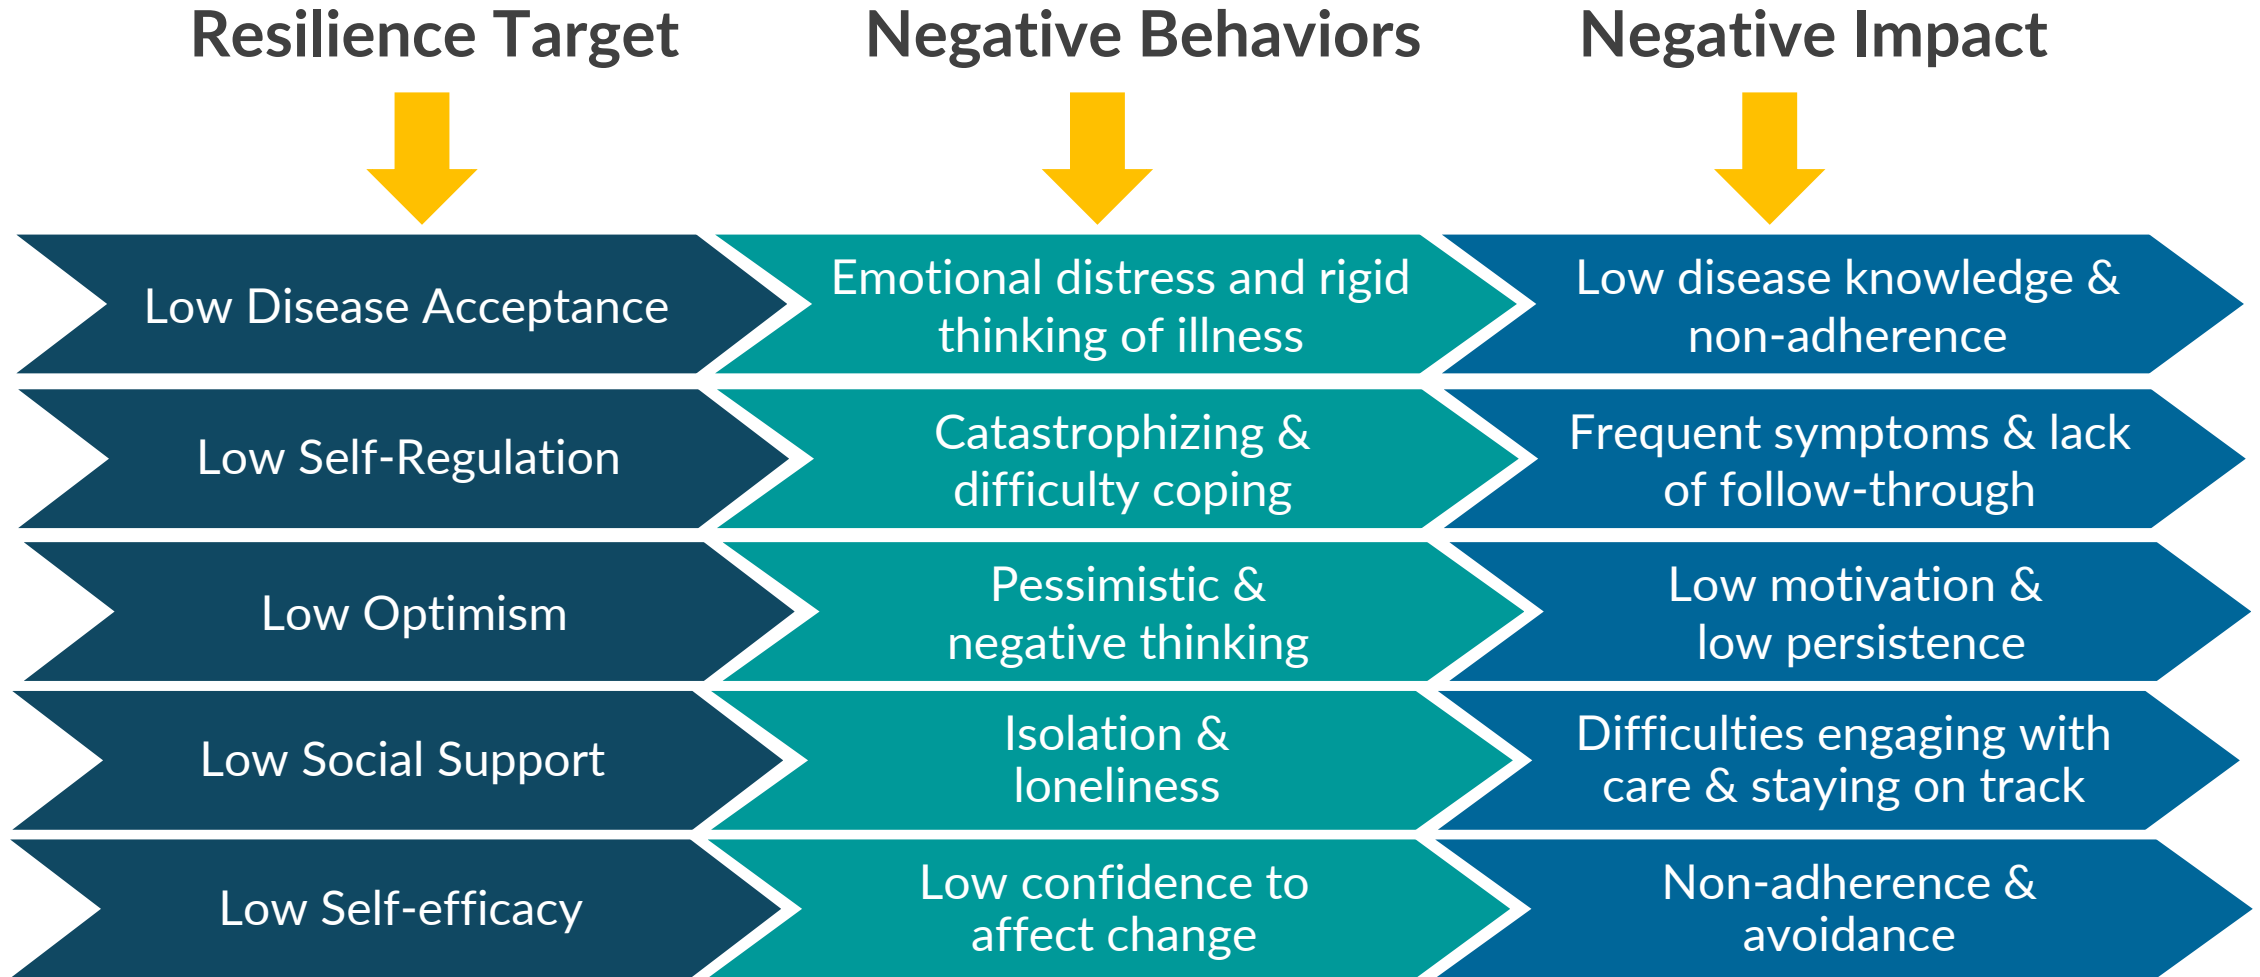 Resilience Target
Negative Behaviors
Negative Impact
Low Disease Acceptance
Emotional distress and rigid
thinking of illness
Low disease knowledge &
non-adherence
Low Self-Regulation
Catastrophizing &
difficulty coping
Frequent symptoms & lack
of follow-through
Low Optimism
Pessimistic &
negative thinking
Low motivation &
low persistence
Low Social Support
Isolation &
loneliness
Difficulties engaging with
care & staying on track
Low Self-efficacy
Low confidence to
affect change
Non-adherence &
avoidance